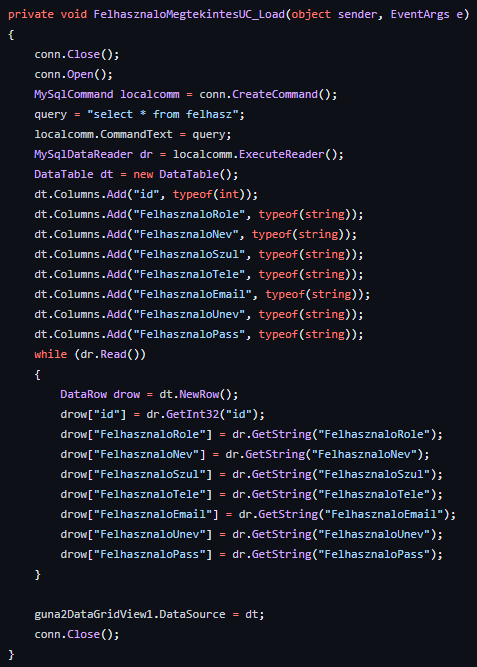 private void FelhasznaloMegtekintesUC_Load(object sender, EventArgs e)
{
    conn.Close();
    conn.Open();
    MySqlCommand localcomm = conn.CreateCommand();
    query = "select * from felhasz";
    localcomm.CommandText = query;
    MySqlDataReader dr = localcomm.ExecuteReader();
    DataTable dt = new DataTable();
    dt.Columns.Add("id", typeof(int));
    dt.Columns.Add("FelhasznaloRole", typeof(string));
    dt.Columns.Add("FelhasznaloNev", typeof(string));
    dt.Columns.Add("FelhasznaloSzul", typeof(string));
    dt.Columns.Add("FelhasznaloTele", typeof(string));
    dt.Columns.Add("FelhasznaloEmail", typeof(string));
    dt.Columns.Add("FelhasznaloUnev", typeof(string));
    dt.Columns.Add("FelhasznaloPass", typeof(string));
    while (dr.Read())
    {
        DataRow drow = dt.NewRow();
        drow["id"] = dr.GetInt32("id");
        drow["FelhasznaloRole"] = dr.GetString("FelhasznaloRole");
        drow["FelhasznaloNev"] = dr.GetString("FelhasznaloNev");
        drow["FelhasznaloSzul"] = dr.GetString("FelhasznaloSzul");
        drow["FelhasznaloTele"] = dr.GetString("FelhasznaloTele");
        drow["FelhasznaloEmail"] = dr.GetString("FelhasznaloEmail");
        drow["FelhasznaloUnev"] = dr.GetString("FelhasznaloUnev");
        drow["FelhasznaloPass"] = dr.GetString("FelhasznaloPass");
    }

    guna2DataGridView1.DataSource = dt;
    conn.Close();
}